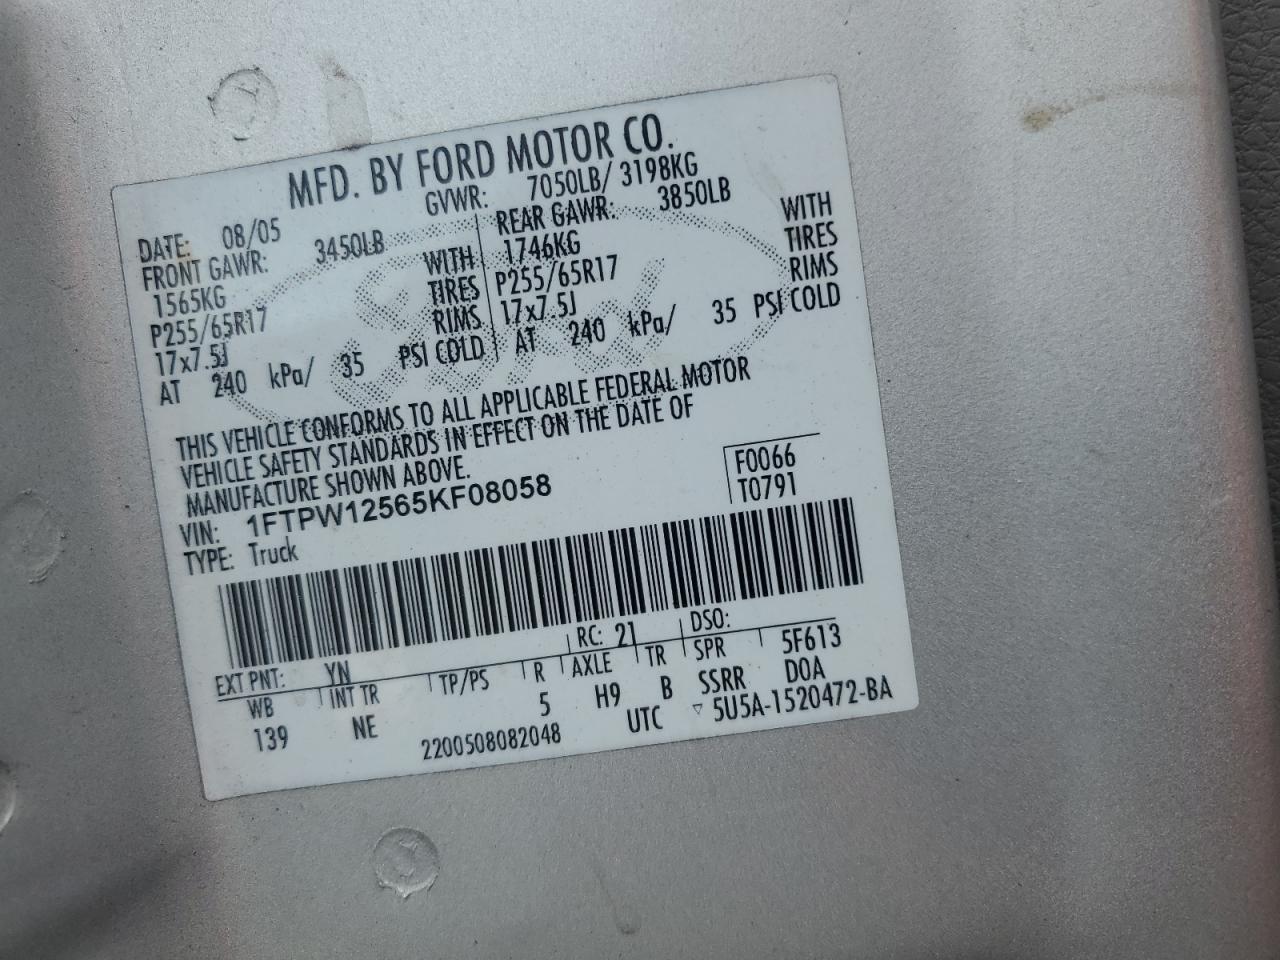 MFD. BY FORD MOTOR CO.
DATE: 08/05 GVWR: 7050LB/ 3198KG
FRONT GAWR: 3450LB REAR GAWR: 3850LB
1565KG WITH 1746KG WITH
P255/65R17 TIRES P255/65R17 TIRES
17x7.5J RIMS 17x7.5J RIMS
AT 240 kPa/ 35 PSI COLD AT 240 kPa/ 35 PSI COLD
THIS VEHICLE CONFORMS TO ALL APPLICABLE FEDERAL MOTOR
VEHICLE SAFETY STANDARDS IN EFFECT ON THE DATE OF
MANUFACTURE SHOWN ABOVE.
VIN: 1FTPW12565KF08058 F0066
TYPE: Truck T0791
EXT PNT: YN RC: 21 DSO:
WB INT TR TP/PS R AXLE TR SPR 5F613
139 NE 5 H9 B SSRR DOA
2200508082048 UTC ▽ 5U5A-1520472-BA